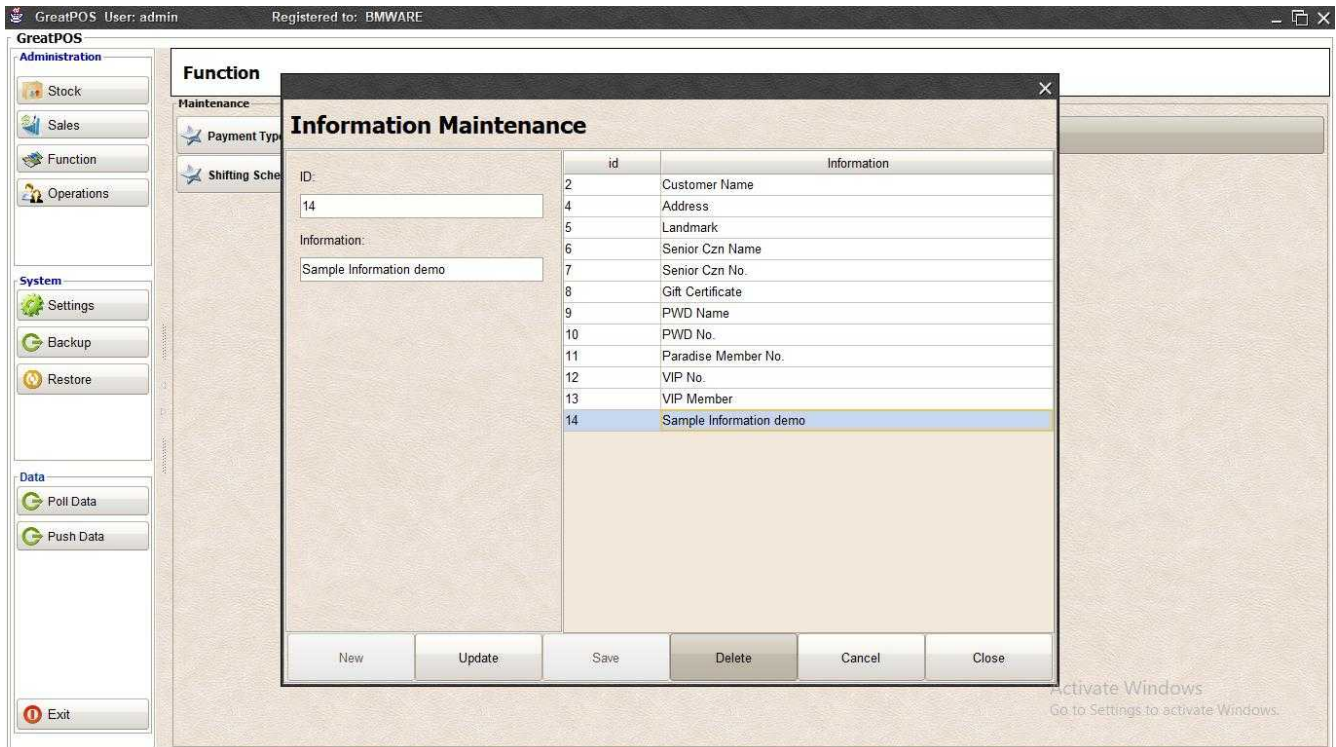 GreatPOS User: admin Registered to: BMWARE
GreatPOS
Administration
Stock
Sales
Function
Operations
System
Settings
Backup
Restore
Data
Poll Data
Push Data
Exit
Function
Maintenance
Payment Typ
Shifting Sche
Information Maintenance
ID:
14
Information:
Sample Information demo
id Information
2 Customer Name
4 Address
5 Landmark
6 Senior Czn Name
7 Senior Czn No.
8 Gift Certificate
9 PWD Name
10 PWD No.
11 Paradise Member No.
12 VIP No.
13 VIP Member
14 Sample Information demo
New Update Save Delete Cancel Close
Activate Windows
Go to Settings to activate Windows.